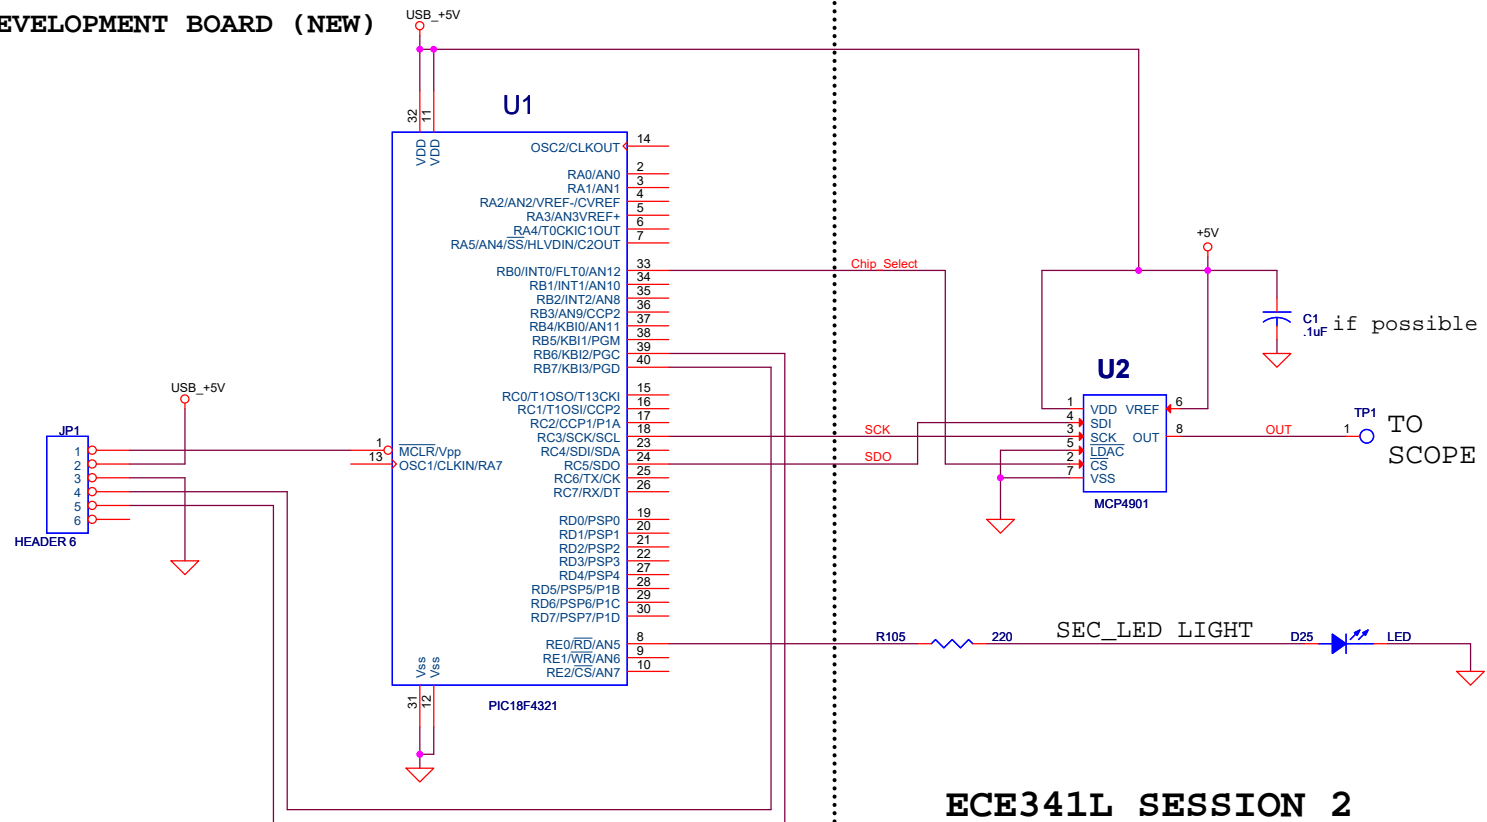 EVELOPMENT BOARD (NEW)
USB_+5V
U1
32
11
VDD
VDD
OSC2/CLKOUT 14
RA0/AN0 2
RA1/AN1 3
RA2/AN2/VREF-/CVREF 4
RA3/AN3VREF+ 5
RA4/T0CKIC1OUT 6
RA5/AN4/SS/HLVDIN/C2OUT 7
RB0/INT0/FLT0/AN12 33
RB1/INT1/AN10 34
RB2/INT2/AN8 35
RB3/AN9/CCP2 36
RB4/KBI0/AN11 37
RB5/KBI1/PGM 38
RB6/KBI2/PGC 39
RB7/KBI3/PGD 40
RC0/T1OSO/T13CKI 15
RC1/T1OSI/CCP2 16
RC2/CCP1/P1A 17
RC3/SCK/SCL 18
RC4/SDI/SDA 23
RC5/SDO 24
RC6/TX/CK 25
RC7/RX/DT 26
RD0/PSP0 19
RD1/PSP1 20
RD2/PSP2 21
RD3/PSP3 22
RD4/PSP4 27
RD5/PSP5/P1B 28
RD6/PSP6/P1C 29
RD7/PSP7/P1D 30
RE0/RD/AN5 8
RE1/WR/AN6 9
RE2/CS/AN7 10
1 MCLR/Vpp
13 OSC1/CLKIN/RA7
Vss
Vss
31
12
PIC18F4321
USB_+5V
JP1
1
2
3
4
5
6
HEADER 6
Chip_Select
SCK
SDO
+5V
C1
.1uF if possible
U2
1 VDD VREF 6
4 SDI
3 SCK OUT 8
5 LDAC
2 CS
7 VSS
MCP4901
OUT
TP1
1
TO
SCOPE
R105 220 SEC_LED LIGHT D25 LED
ECE341L SESSION 2